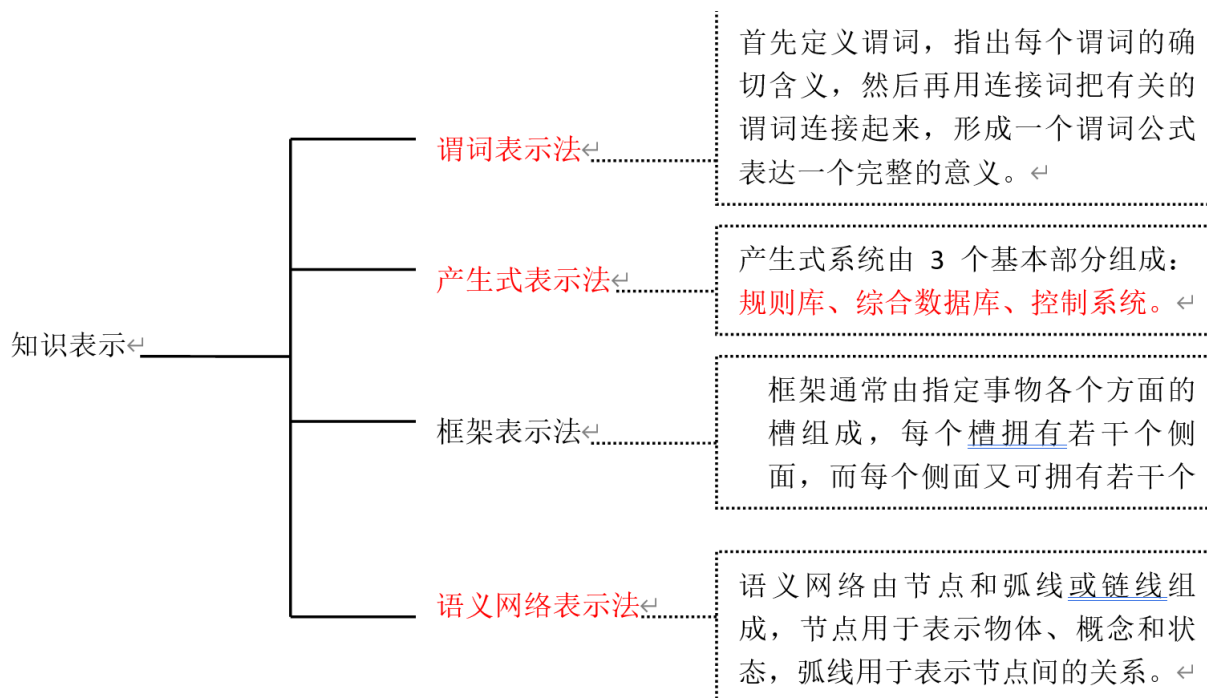 首先定义谓词，指出每个谓词的确
切含义，然后再用连接词把有关的
谓词连接起来，形成一个谓词公式
表达一个完整的意义。
谓词表示法
产生式系统由 3 个基本部分组成：
规则库、综合数据库、控制系统。
产生式表示法
知识表示
框架通常由指定事物各个方面的
槽组成，每个槽拥有若干个侧
面，而每个侧面又可拥有若干个
框架表示法
语义网络由节点和弧线或链线组
成，节点用于表示物体、概念和状
态，弧线用于表示节点间的关系。
语义网络表示法